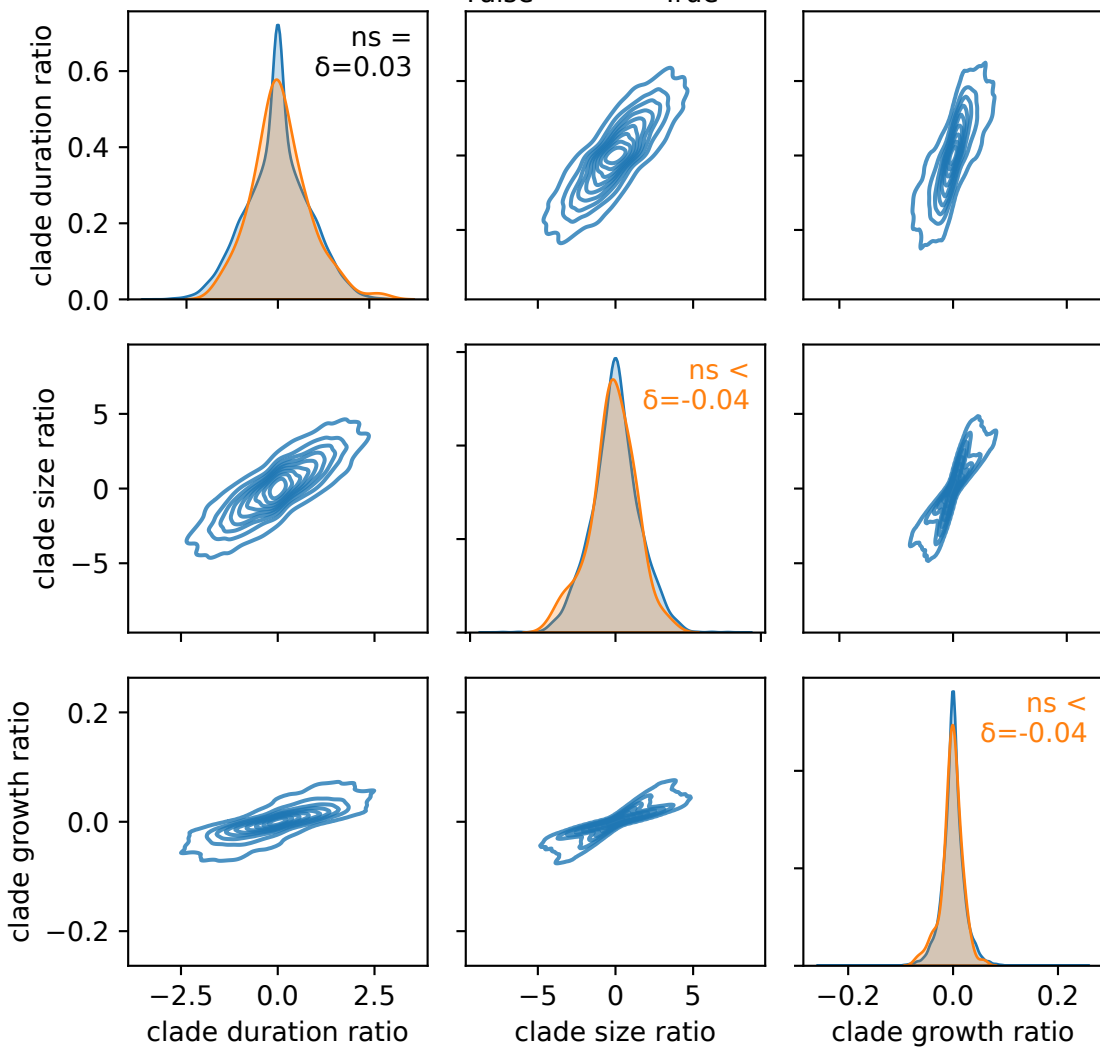 clade duration ratio
0.6
0.4
0.2
0.0
ns =
δ=0.03
clade size ratio
5
0
−5
ns <
δ=-0.04
clade growth ratio
0.2
0.0
−0.2
ns <
δ=-0.04
−2.5 0.0 2.5
−5 0 5
−0.2 0.0 0.2
clade duration ratio
clade size ratio
clade growth ratio